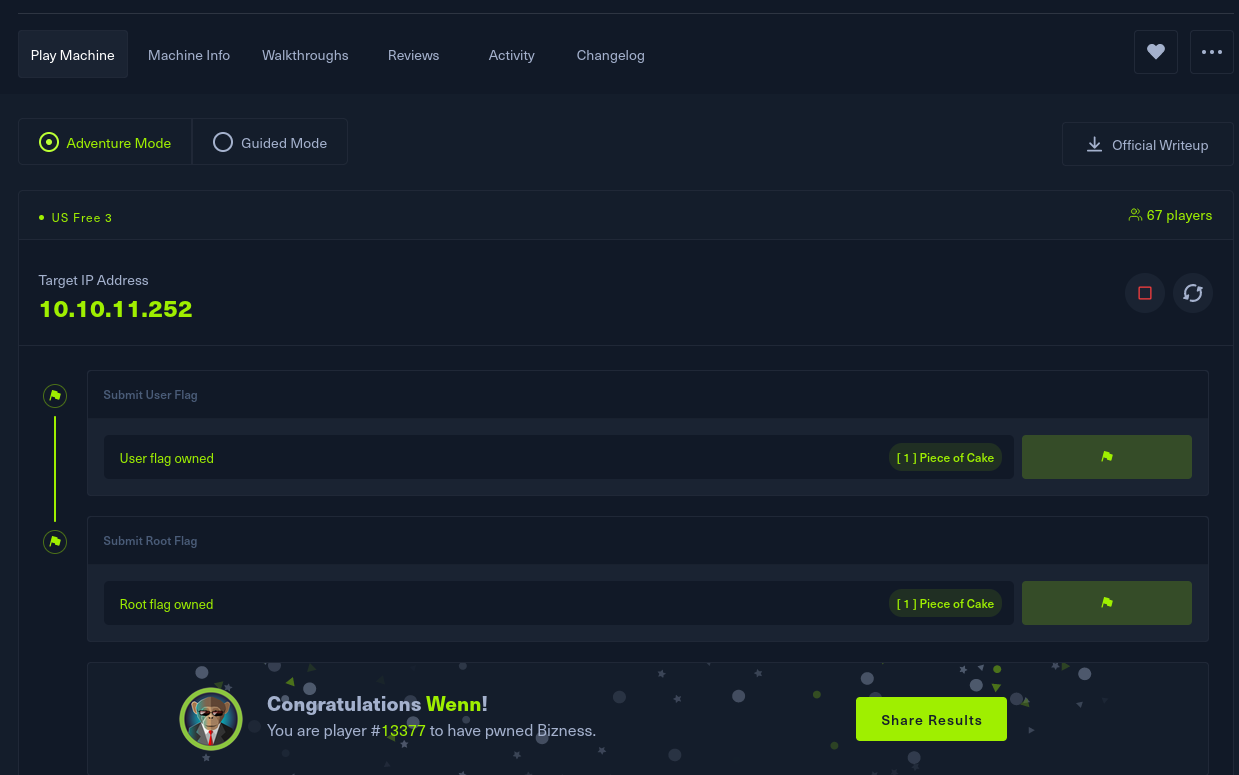 Play Machine Machine Info Walkthroughs Reviews Activity Changelog
Adventure Mode Guided Mode Official Writeup
US Free 3 67 players
Target IP Address
10.10.11.252
Submit User Flag
User flag owned [ 1 ] Piece of Cake
Submit Root Flag
Root flag owned [ 1 ] Piece of Cake
Congratulations Wenn!
You are player #13377 to have pwned Bizness.
Share Results